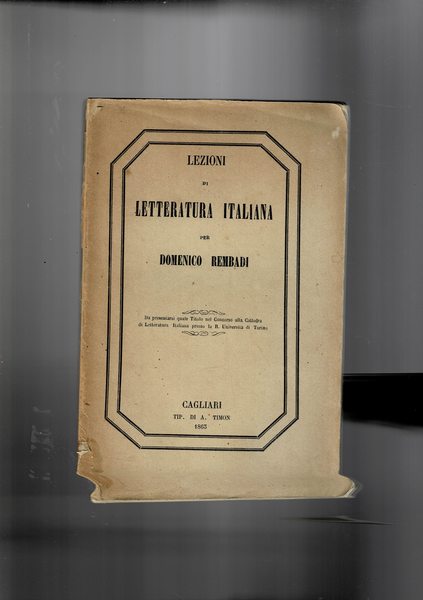 LEZIONI
DI
LETTERATURA ITALIANA
PER
DOMENICO REMBADI
Da presentarsi quale Titolo nel Concorso alla Cattedra
di Letteratura Italiana presso la R. Università di Torino
CAGLIARI
TIP. DI A. TIMON
1863